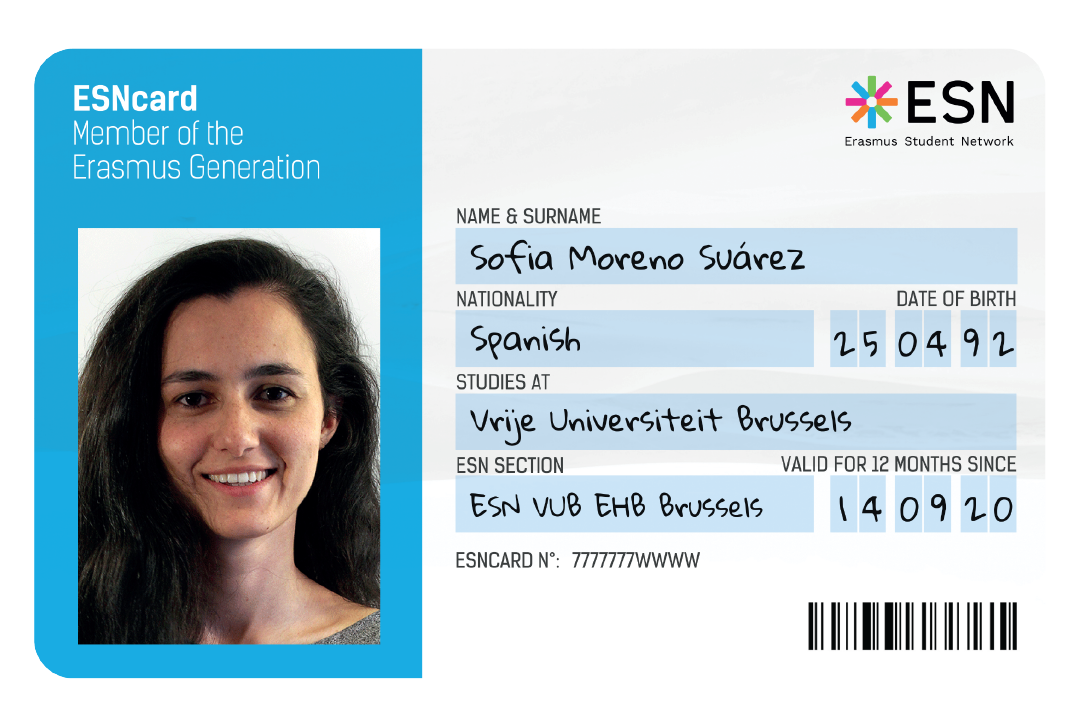 ESNcard
Member of the
Erasmus Generation
ESN
Erasmus Student Network
NAME & SURNAME
Sofia Moreno Suárez
NATIONALITY
DATE OF BIRTH
Spanish
25 04 92
STUDIES AT
Vrije Universiteit Brussels
ESN SECTION
VALID FOR 12 MONTHS SINCE
ESN VUB EHB Brussels
14 09 20
ESNCARD N°: 7777777WWWW